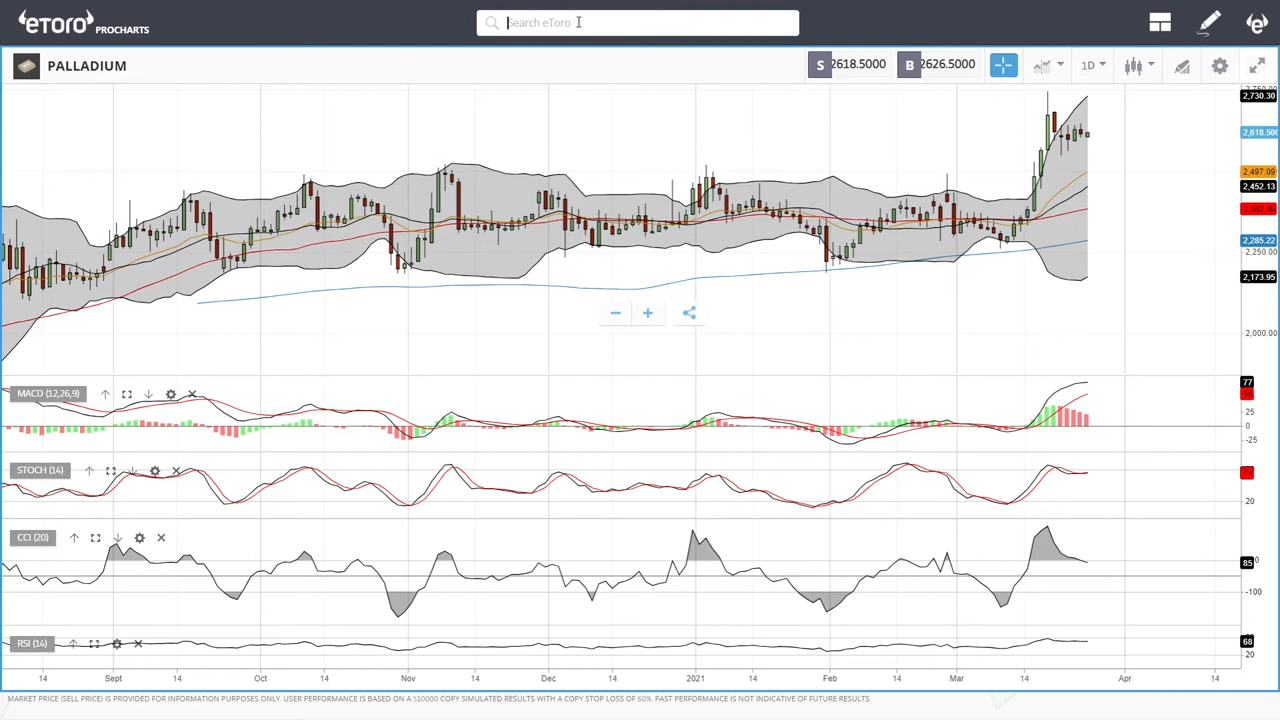 eToro PROCHARTS
Search eToro
PALLADIUM
S 2618.5000 B 2626.5000 1D
2,730.30
2,618.500
2,497.09
2,452.13
2,285.22
2,250.00
2,173.95
2,000.00
MACD (12,26,9)
77
25
0
-25
STOCH (14)
20
CCI (20)
85
-100
RSI (14)
68
20
14 Sept 14 Oct 14 Nov 14 Dec 14 2021 14 Feb 14 Mar 14 Apr 14
MARKET PRICE (SELL PRICE) IS PROVIDED FOR INFORMATION PURPOSES ONLY. USER PERFORMANCE IS BASED ON A $10000 COPY SIMULATED RESULTS WITH A COPY STOP LOSS OF 60%. PAST PERFORMANCE IS NOT INDICATIVE OF FUTURE RESULTS.